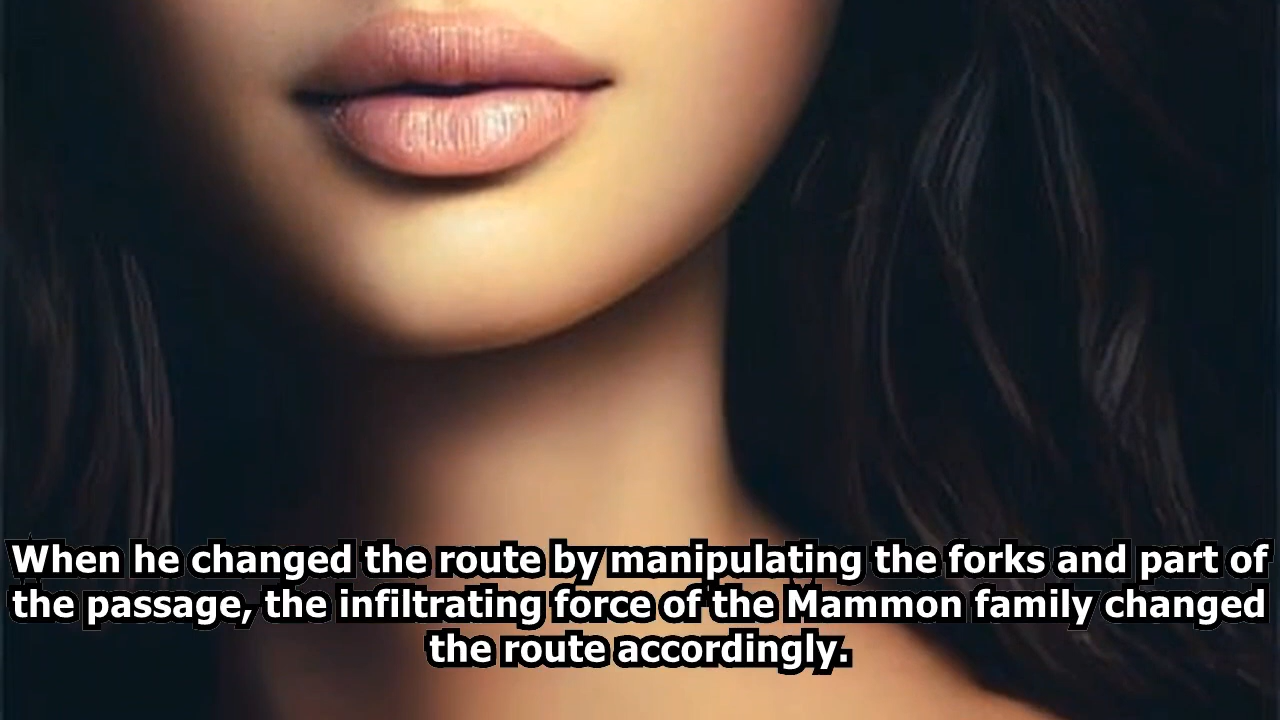 When he changed the route by manipulating the forks and part of
the passage, the infiltrating force of the Mammon family changed
the route accordingly.